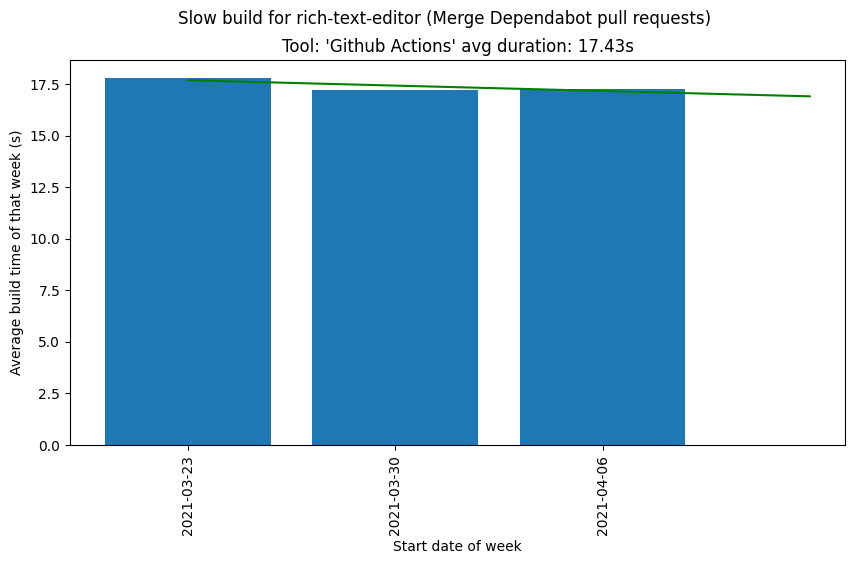 Slow build for rich-text-editor (Merge Dependabot pull requests)
Tool: 'Github Actions' avg duration: 17.43s
Average build time of that week (s)
17.5
15.0
12.5
10.0
7.5
5.0
2.5
0.0
2021-03-23
2021-03-30
2021-04-06
Start date of week